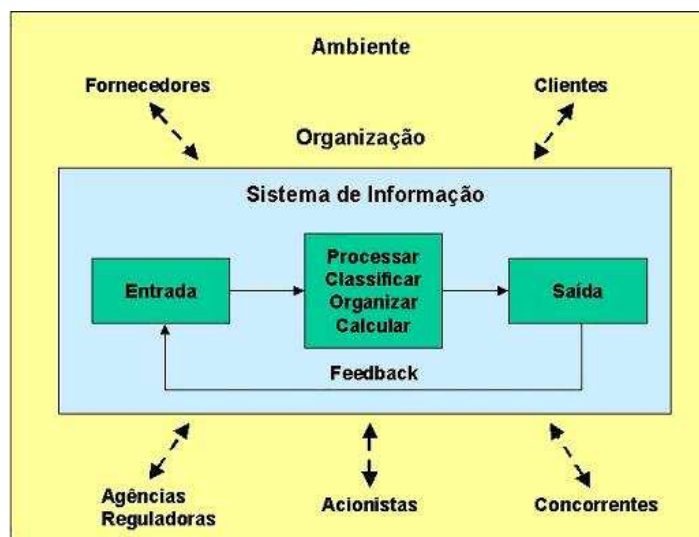 Ambiente
Fornecedores
Clientes
Organização
Sistema de Informação
Entrada
Processar
Classificar
Organizar
Calcular
Saída
Feedback
Agências
Reguladoras
Acionistas
Concorrentes